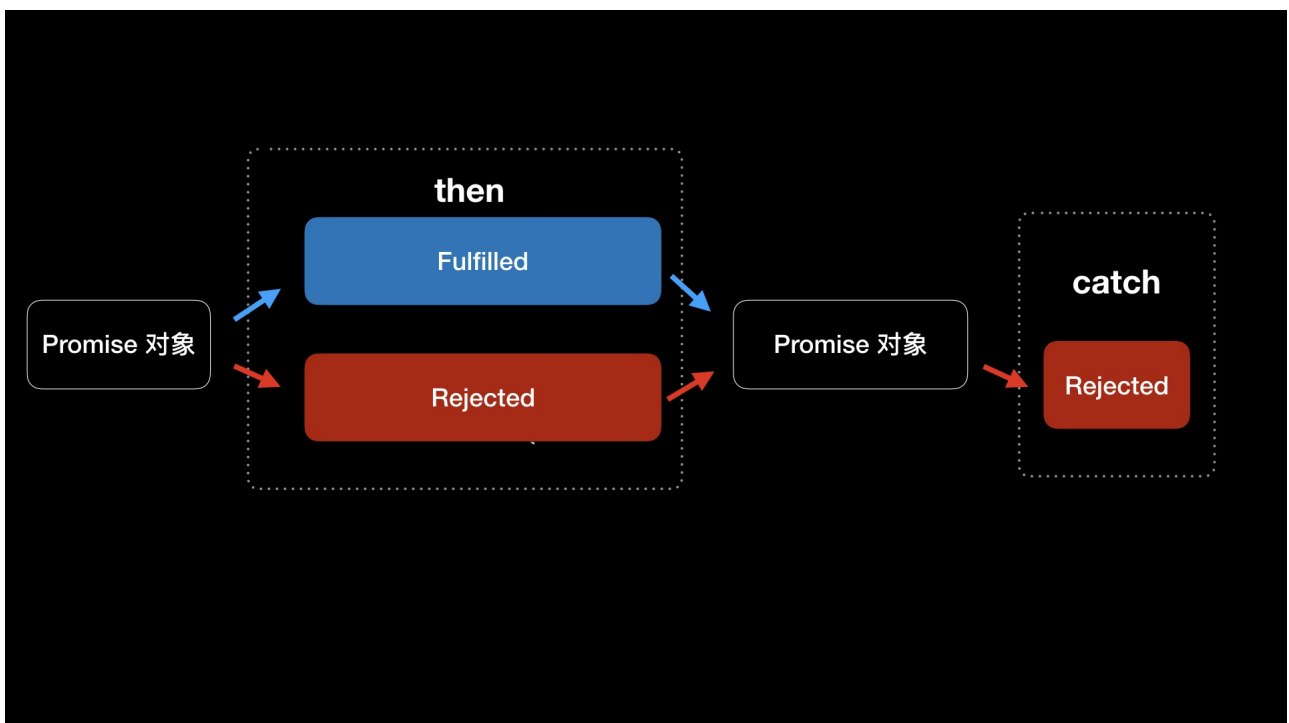 then
Fulfilled
Promise 对象
Rejected
Promise 对象
catch
Rejected